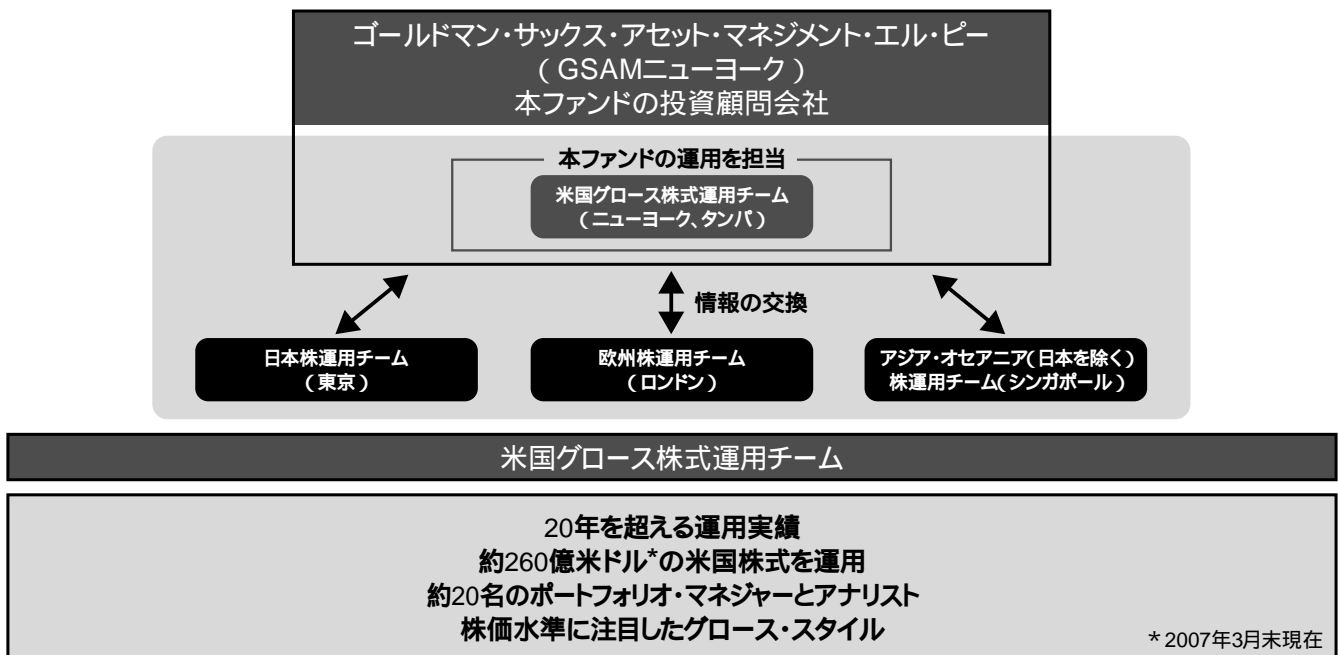 ゴールドマン・サックス・アセット・マネジメント・エル・ピー
（GSAMニューヨーク）
本ファンドの投資顧問会社
本ファンドの運用を担当
米国グロース株式運用チーム
（ニューヨーク、タンパ）
情報の交換
日本株運用チーム
（東京）
欧州株運用チーム
（ロンドン）
アジア・オセアニア（日本を除く）
株運用チーム（シンガポール）
米国グロース株式運用チーム
20年を超える運用実績
約260億米ドル*の米国株式を運用
約20名のポートフォリオ・マネジャーとアナリスト
株価水準に注目したグロース・スタイル
*2007年3月末現在